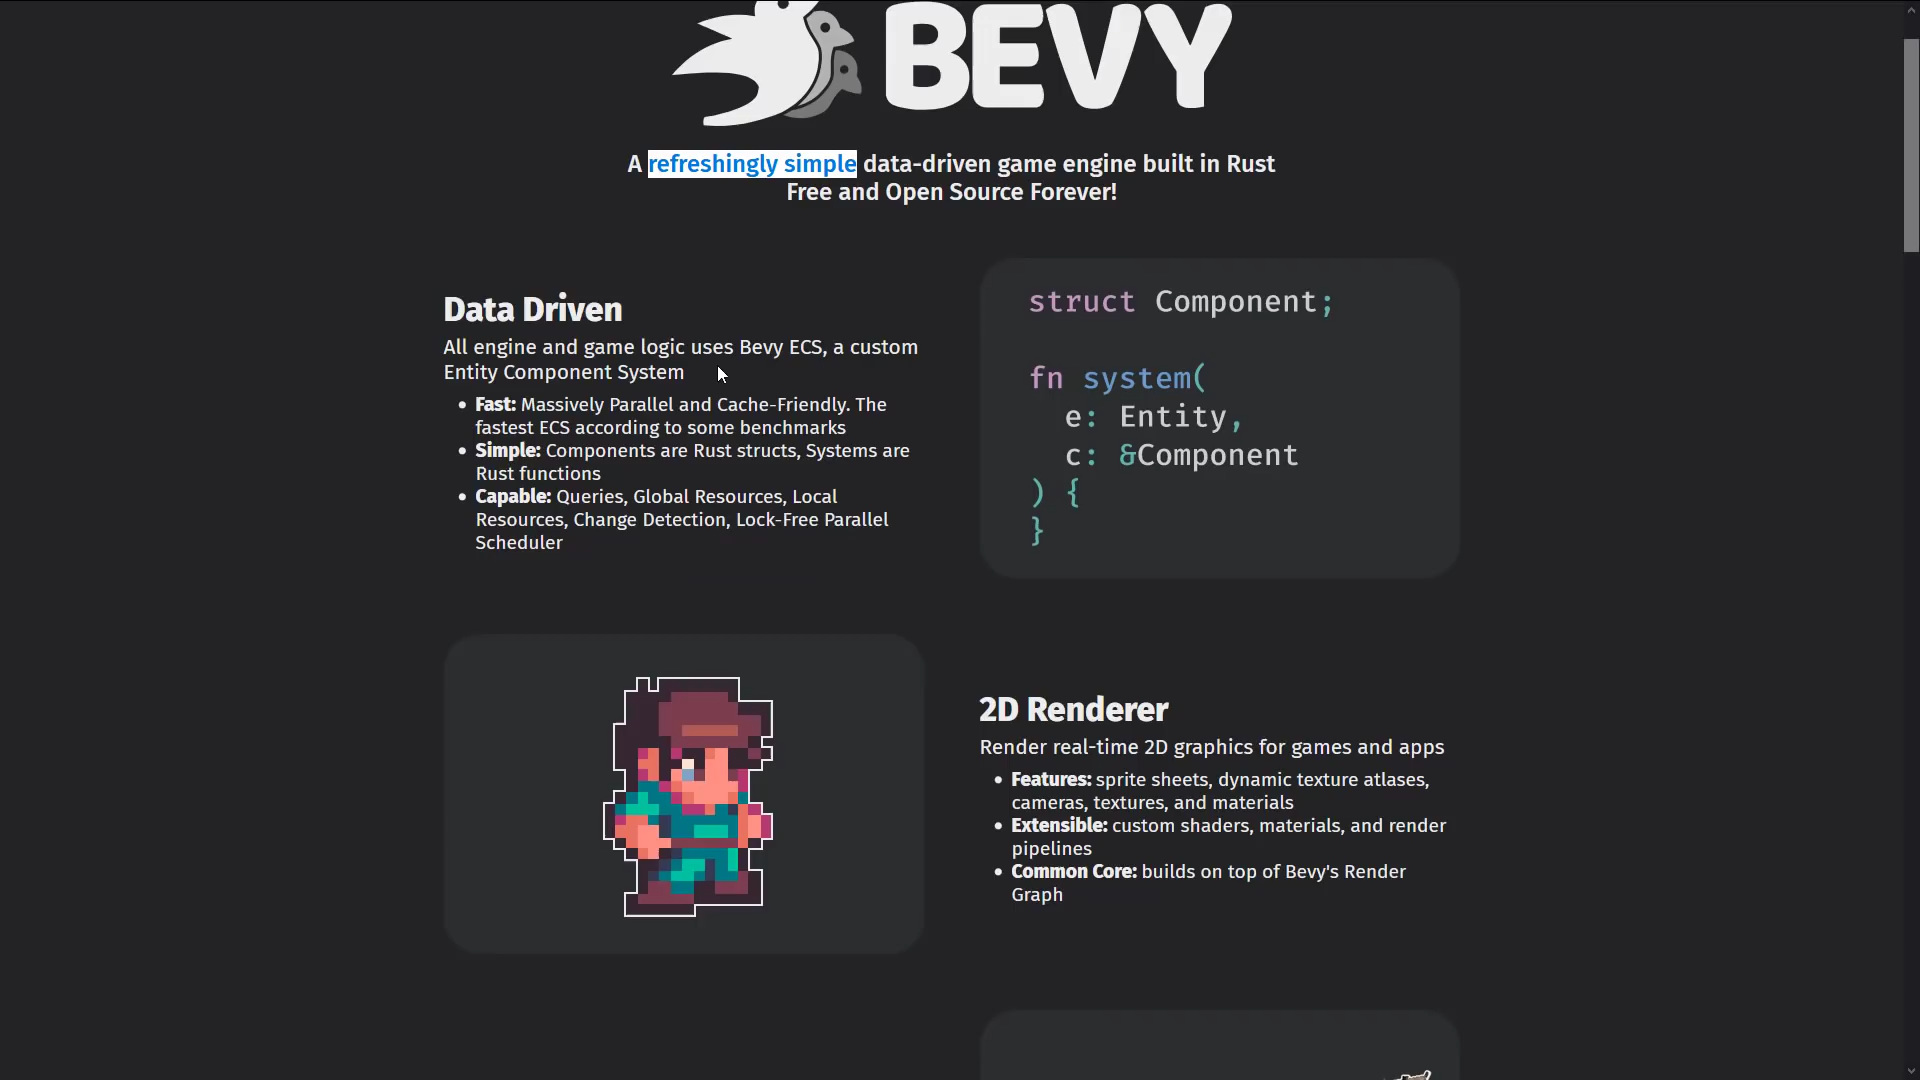 BEVY
A refreshingly simple data-driven game engine built in Rust
Free and Open Source Forever!
Data Driven
All engine and game logic uses Bevy ECS, a custom
Entity Component System
• Fast: Massively Parallel and Cache-Friendly. The
fastest ECS according to some benchmarks
• Simple: Components are Rust structs, Systems are
Rust functions
• Capable: Queries, Global Resources, Local
Resources, Change Detection, Lock-Free Parallel
Scheduler
struct Component;
fn system(
e: Entity,
c: &Component
) {
}
2D Renderer
Render real-time 2D graphics for games and apps
• Features: sprite sheets, dynamic texture atlases,
cameras, textures, and materials
• Extensible: custom shaders, materials, and render
pipelines
• Common Core: builds on top of Bevy's Render
Graph